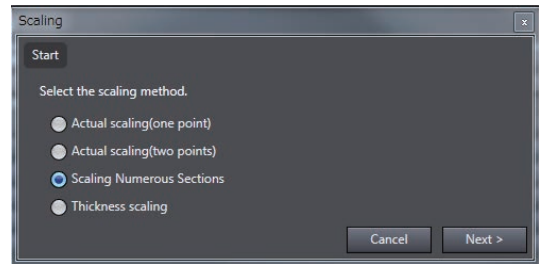 Scaling
x
Start
Select the scaling method.
Actual scaling(one point)
Actual scaling(two points)
Scaling Numerous Sections
Thickness scaling
Cancel
Next >